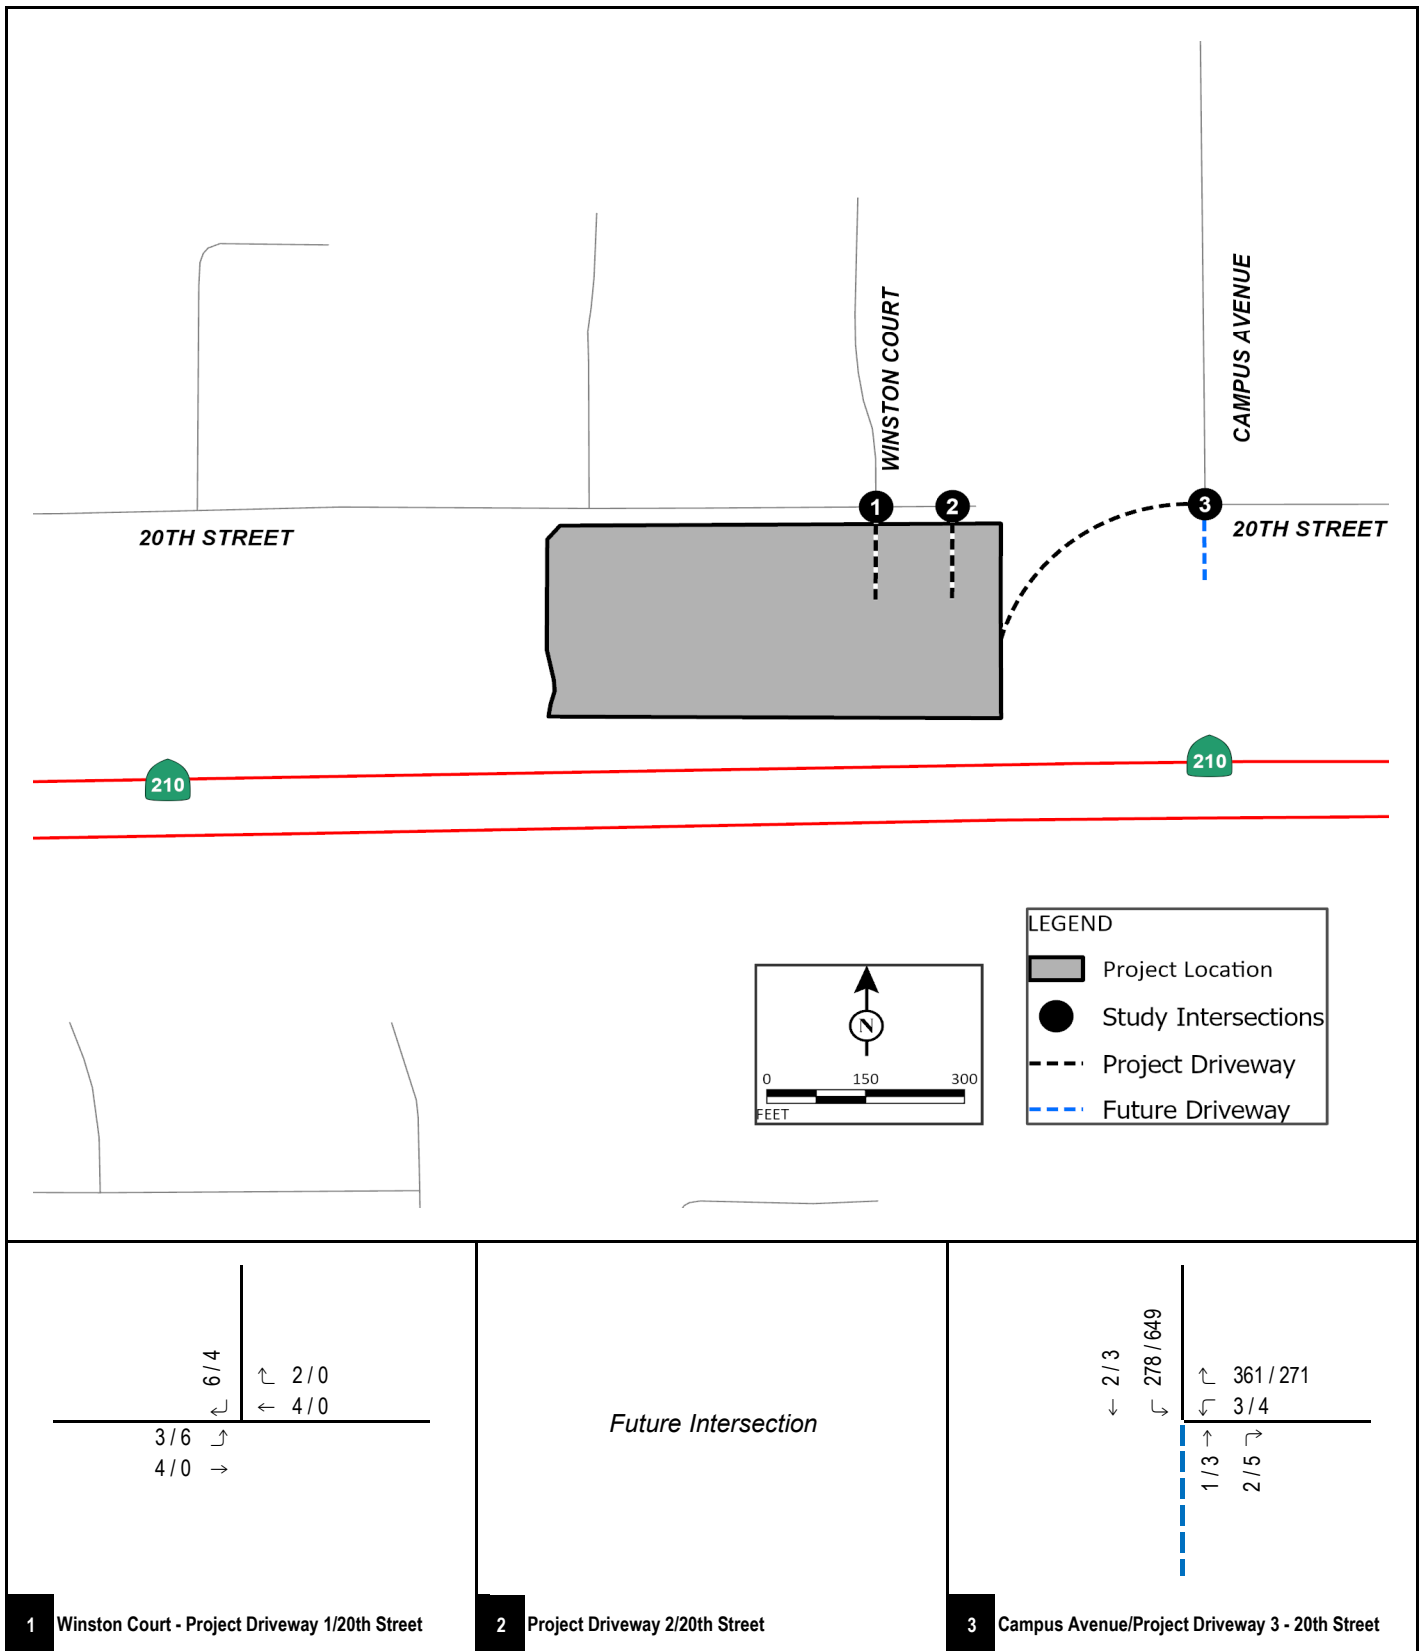 WINSTON COURT
CAMPUS AVENUE
1
2
3
20TH STREET
20TH STREET
210
210
LEGEND
Project Location
Study Intersections
Project Driveway
Future Driveway
N
0 150 300
FEET
6 / 4
2 / 0
4 / 0
3 / 6
4 / 0
1 Winston Court - Project Driveway 1/20th Street
Future Intersection
2 Project Driveway 2/20th Street
2 / 3
278 / 649
361 / 271
3 / 4
1 / 3
2 / 5
3 Campus Avenue/Project Driveway 3 - 20th Street